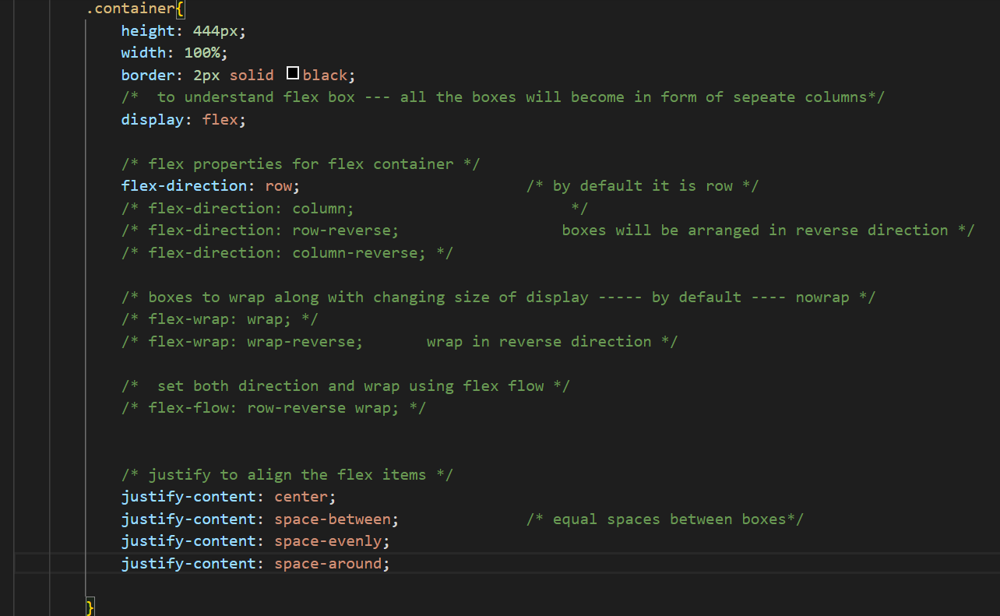 .container{
height: 444px;
width: 100%;
border: 2px solid black;
/*  to understand flex box --- all the boxes will become in form of sepeate columns*/
display: flex;
/* flex properties for flex container */
flex-direction: row;                         /* by default it is row */
/* flex-direction: column;                        */
/* flex-direction: row-reverse;                  boxes will be arranged in reverse direction */
/* flex-direction: column-reverse; */
/* boxes to wrap along with changing size of display ----- by default ---- nowrap */
/* flex-wrap: wrap; */
/* flex-wrap: wrap-reverse;       wrap in reverse direction */
/*  set both direction and wrap using flex flow */
/* flex-flow: row-reverse wrap; */
/* justify to align the flex items */
justify-content: center;
justify-content: space-between;              /* equal spaces between boxes*/
justify-content: space-evenly;
justify-content: space-around;
}